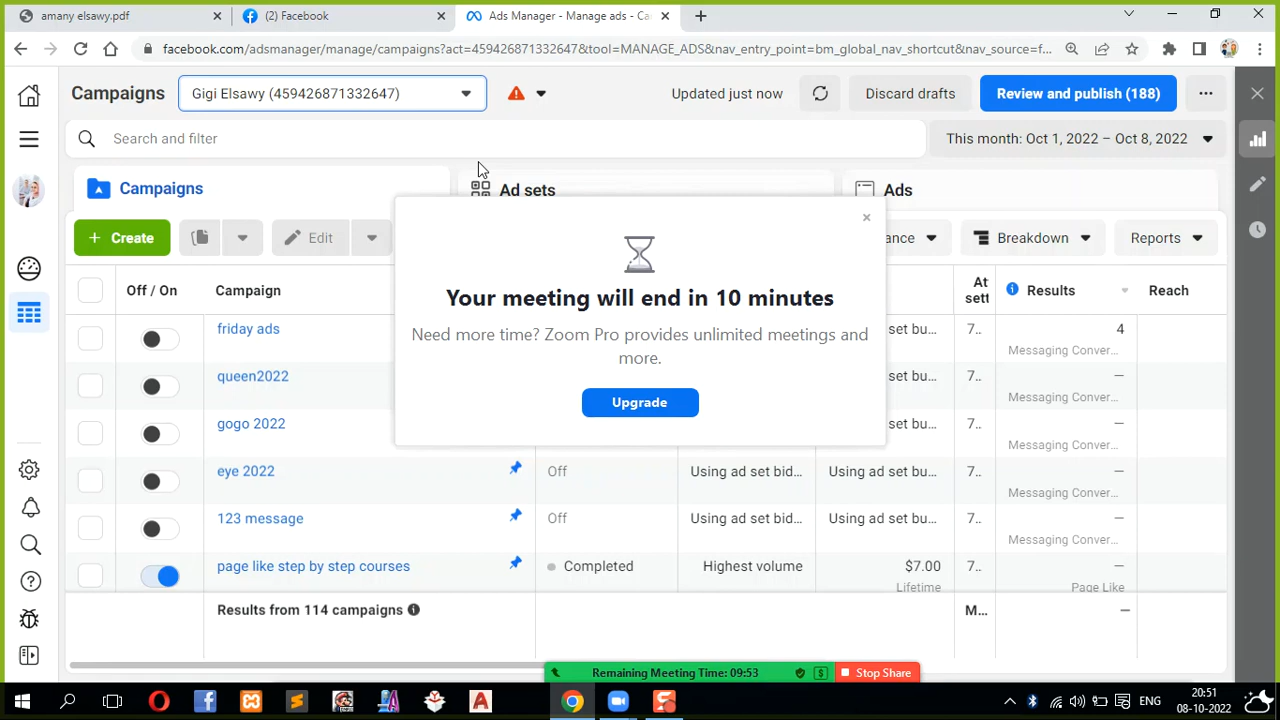 amany elsawy.pdf
(2) Facebook
Ads Manager - Manage ads - Ca
facebook.com/adsmanager/manage/campaigns?act=459426871332647&tool=MANAGE_ADS&nav_entry_point=bm_global_nav_shortcut&nav_source=f...
Campaigns
Gigi Elsawy (459426871332647)
Updated just now
Discard drafts
Review and publish (188)
Search and filter
This month: Oct 1, 2022 – Oct 8, 2022
Campaigns
Ad sets
Ads
+ Create
Edit
ance
Breakdown
Reports
Your meeting will end in 10 minutes
Need more time? Zoom Pro provides unlimited meetings and
more.
Upgrade
Off / On
Campaign
At
sett
Results
Reach
friday ads
set bu...
7..
4
Messaging Conver...
queen2022
set bu...
7..
—
Messaging Conver...
gogo 2022
set bu...
7..
—
Messaging Conver...
eye 2022
Off
Using ad set bid...
Using ad set bu...
7..
—
Messaging Conver...
123 message
Off
Using ad set bid...
Using ad set bu...
7..
—
Messaging Conver...
page like step by step courses
Completed
Highest volume
$7.00
Lifetime
7..
—
Page Like
Results from 114 campaigns
M...
—
Remaining Meeting Time: 09:53
Stop Share
ENG
20:51
08-10-2022